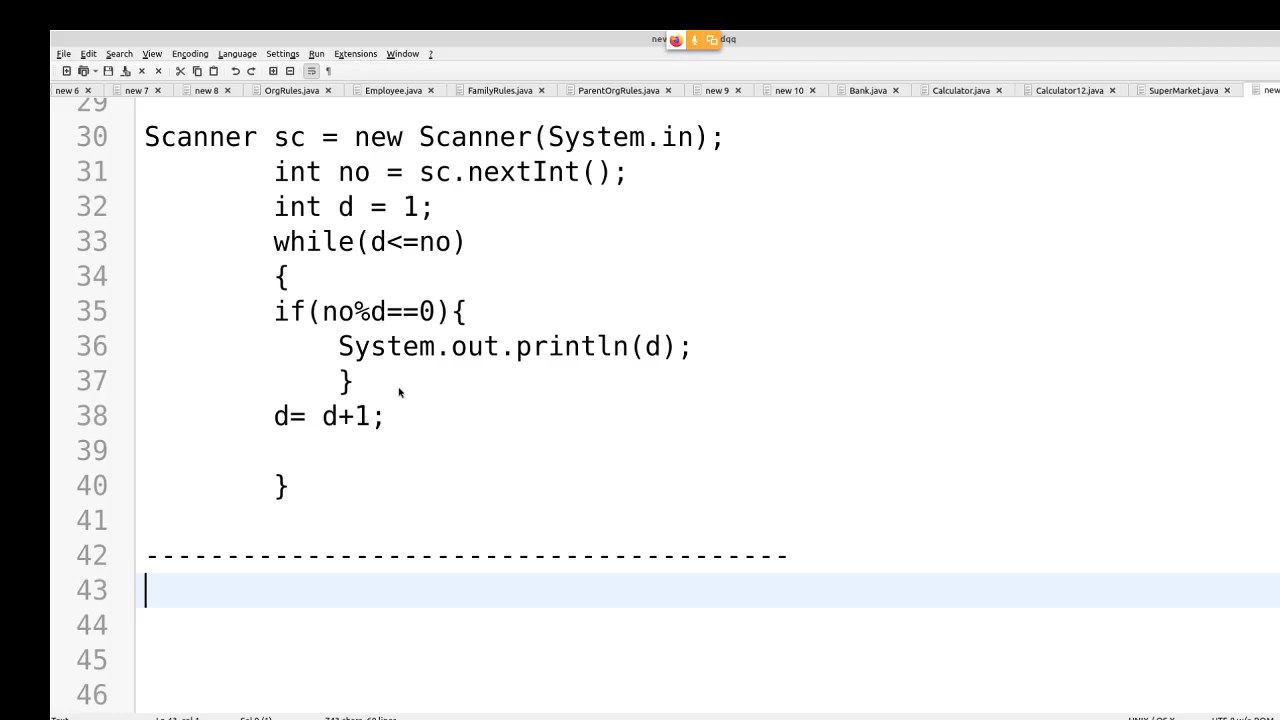 new dqq
File Edit Search View Encoding Language Settings Run Extensions Window ?
new 6 new 7 new 8 OrgRules.java Employee.java FamilyRules.java ParentOrgRules.java new 9 new 10 Bank.java Calculator.java Calculator12.java SuperMarket.java new
29
30 Scanner sc = new Scanner(System.in);
31 int no = sc.nextInt();
32 int d = 1;
33 while(d<=no)
34 {
35 if(no%d==0){
36 System.out.println(d);
37 }
38 d= d+1;
39
40 }
41
42 ----------------------------------------
43
44
45
46